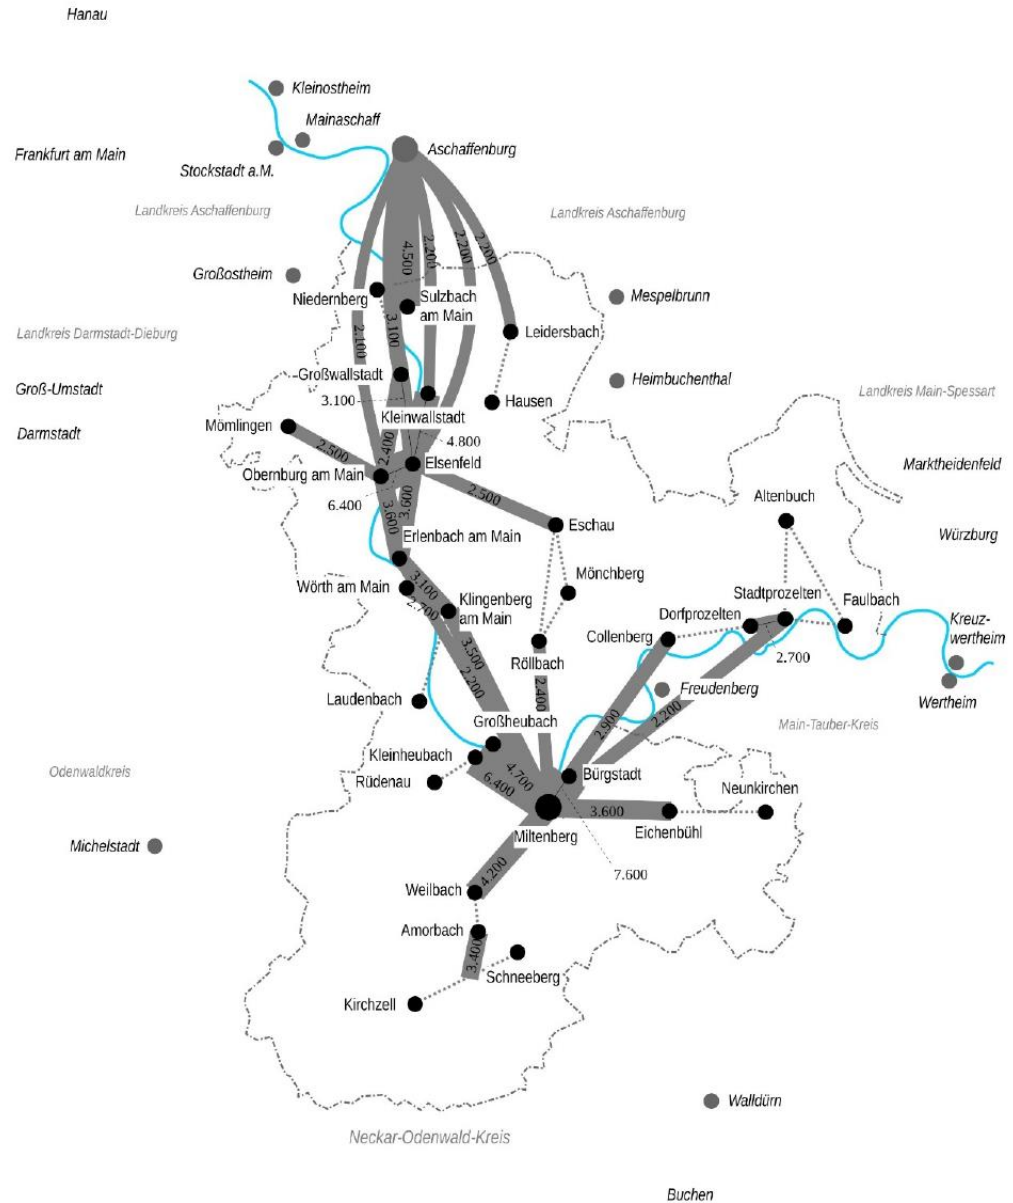 Hanau
Kleinostheim
Mainaschaff
Frankfurt am Main
Aschaffenburg
Stockstadt a.M.
Landkreis Aschaffenburg
Landkreis Aschaffenburg
4.500
2.200
2.200
2.200
Großostheim
Niedernberg
Sulzbach
am Main
Mespelbrunn
Landkreis Darmstadt-Dieburg
2.100
3.100
Leidersbach
Großwallstadt
Heimbuchenthal
Groß-Umstadt
3.100
Kleinwallstadt
Hausen
Landkreis Main-Spessart
Darmstadt
Mömlingen
2.500
2.400
4.800
Obernburg am Main
Elsenfeld
Marktheidenfeld
6.400
3.600
3.600
2.500
Altenbuch
Eschau
Erlenbach am Main
Würzburg
Wörth am Main
3.100
2.700
Klingenberg
am Main
Mönchberg
Stadtprozelten
Dorfprozelten
Faulbach
Kreuz-
wertheim
Collenberg
2.700
3.500
2.200
Röllbach
2.400
Freudenberg
Wertheim
Laudenbach
2.900
2.200
Main-Tauber-Kreis
Großheubach
Kleinheubach
Odenwaldkreis
Rüdenau
4.700
6.400
Bürgstadt
Neunkirchen
3.600
Miltenberg
Eichenbühl
Michelstadt
4.200
7.600
Weilbach
Amorbach
3.400
Schneeberg
Kirchzell
Walldürn
Neckar-Odenwald-Kreis
Buchen